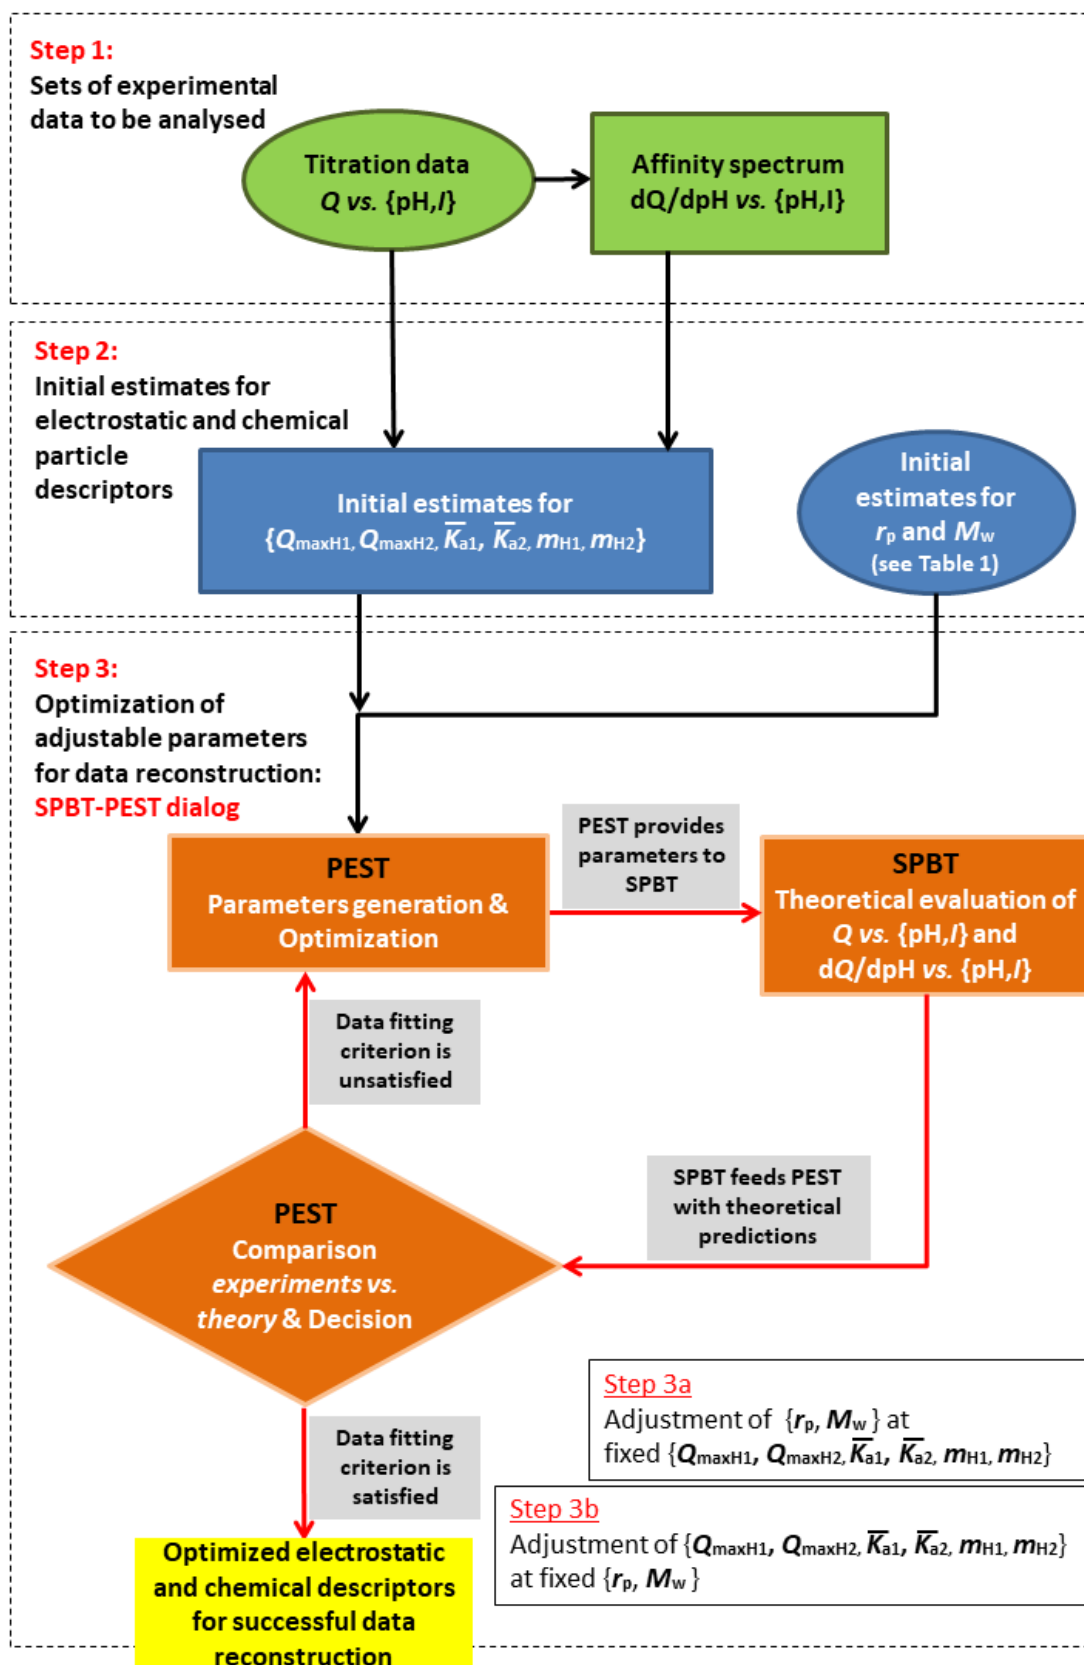 Step 1:
Sets of experimental
data to be analysed
Titration data
Q vs. {pH,I}
Affinity spectrum
dQ/dpH vs. {pH,I}
Step 2:
Initial estimates for
electrostatic and chemical
particle
descriptors
Initial estimates for
{QmaxH1, QmaxH2, K̅a1, K̅a2, mH1, mH2}
Initial
estimates for
rp and Mw
(see Table 1)
Step 3:
Optimization of
adjustable parameters
for data reconstruction:
SPBT-PEST dialog
PEST
Parameters generation &
Optimization
PEST provides
parameters to
SPBT
SPBT
Theoretical evaluation of
Q vs. {pH,I} and
dQ/dpH vs. {pH,I}
Data fitting
criterion is
unsatisfied
SPBT feeds PEST
with theoretical
predictions
PEST
Comparison
experiments vs.
theory & Decision
Step 3a
Adjustment of {rp, Mw} at
fixed {QmaxH1, QmaxH2, K̅a1, K̅a2, mH1, mH2}
Data fitting
criterion is
satisfied
Step 3b
Adjustment of {QmaxH1, QmaxH2, K̅a1, K̅a2, mH1, mH2}
at fixed {rp, Mw}
Optimized electrostatic
and chemical descriptors
for successful data
reconstruction